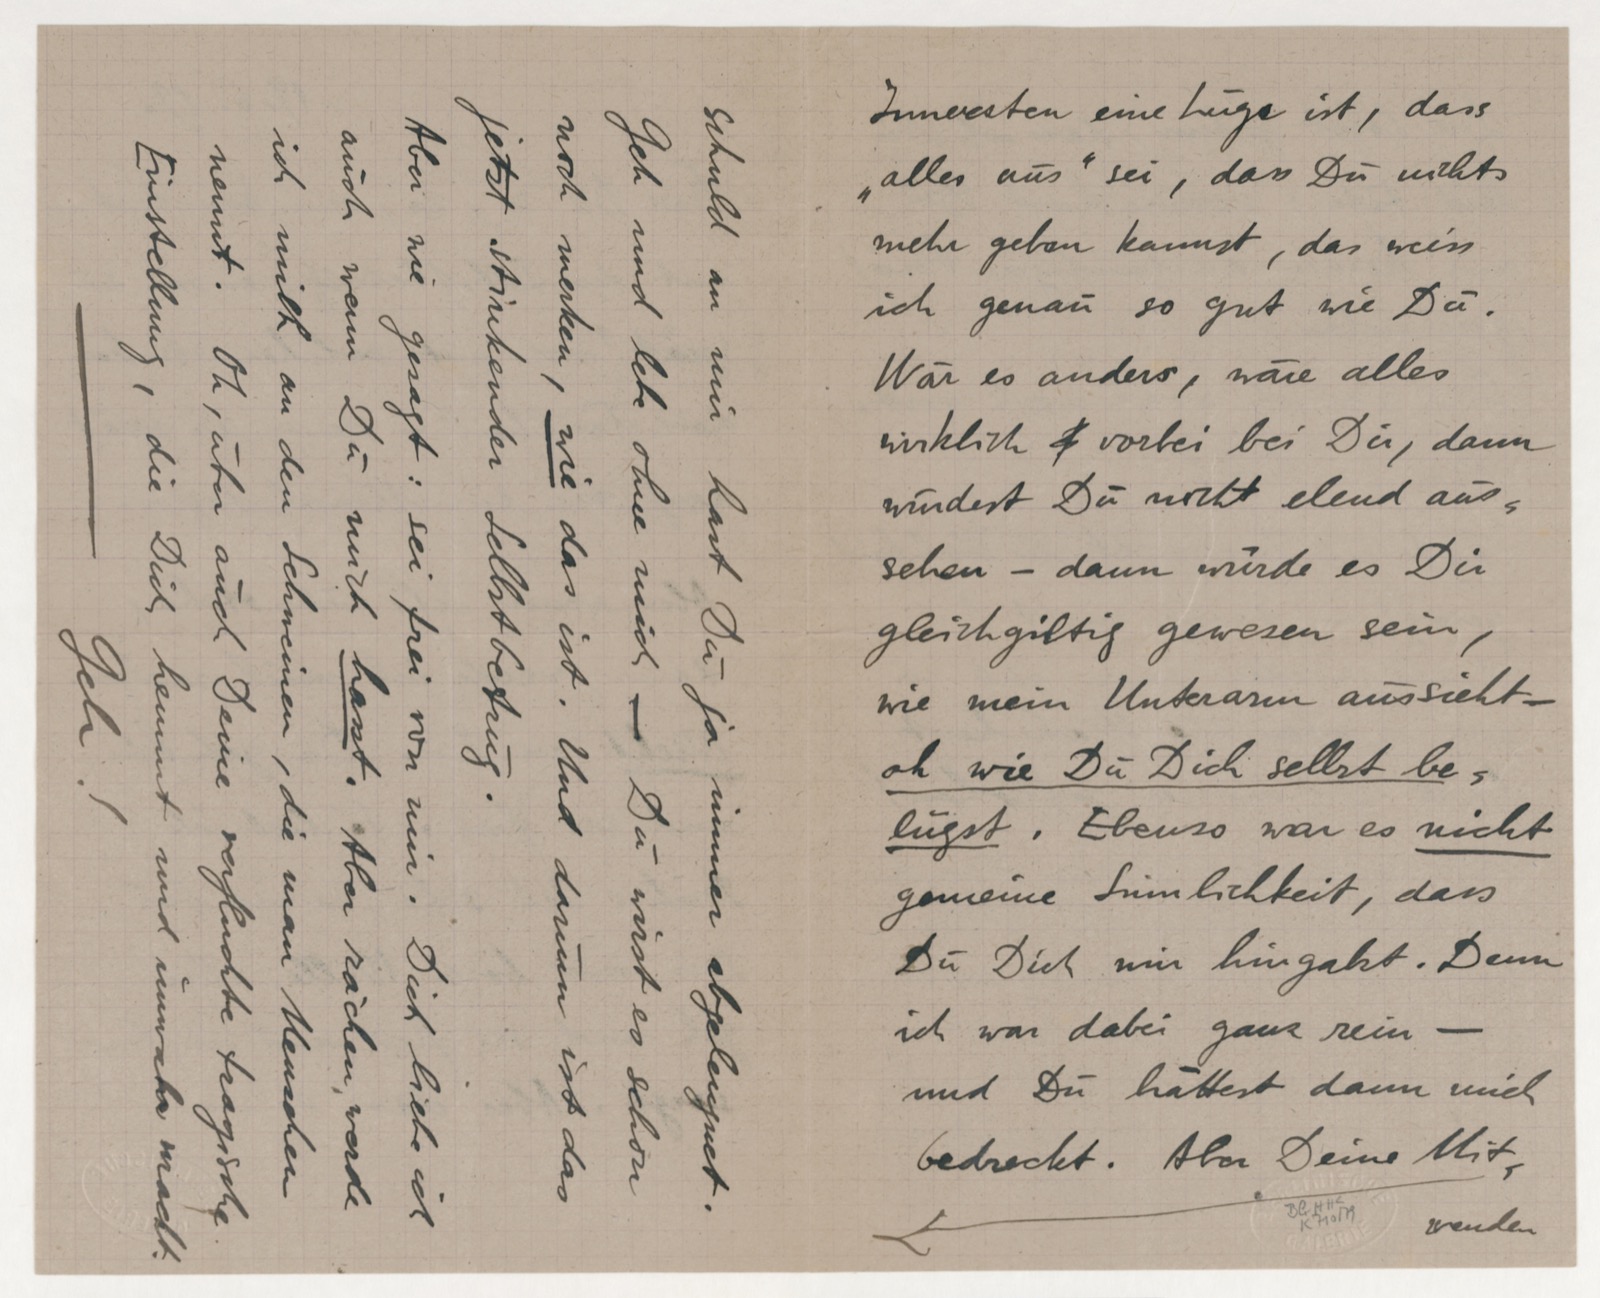 Innersten eine Lüge ist, dass
„alles aus“ sei, dass Du nichts
mehr geben kannst, das weiss
ich genau so gut wie Du.
Wär es anders, wäre alles
wirklich vorbei bei Dir, dann
würdest Du nicht elend aus-
sehen – dann würde es Dir
gleichgiltig gewesen sein,
wie mein Unterarm aussieht –
oh wie Du Dich selbst be-
lügst. Ebenso war es nicht
gemeine Sinnlichkeit, dass
Du Dich mir hingabst. Denn
ich war dabei ganz rein —
und Du hättest dann mich
bedreckt. Aber Deine Mit-
wenden
schuld an mir hast Du ja immer abgeleugnet.
Geh und lebe ohne mich — Du wirst es schon
noch merken, wie das ist. Und darum ist das
jetzt stinkender Selbstbetrug.
Aber wie gesagt: sei frei von mir. Dich liebe ich
auch wenn Du mich hasst. Aber rächen, werde
ich mich an den Schweinen, die man Menschen
nennt. Oh, über auch Deine verfluchte tragische
Einstellung, die Dich hemmt und unwahr macht.
Geh!